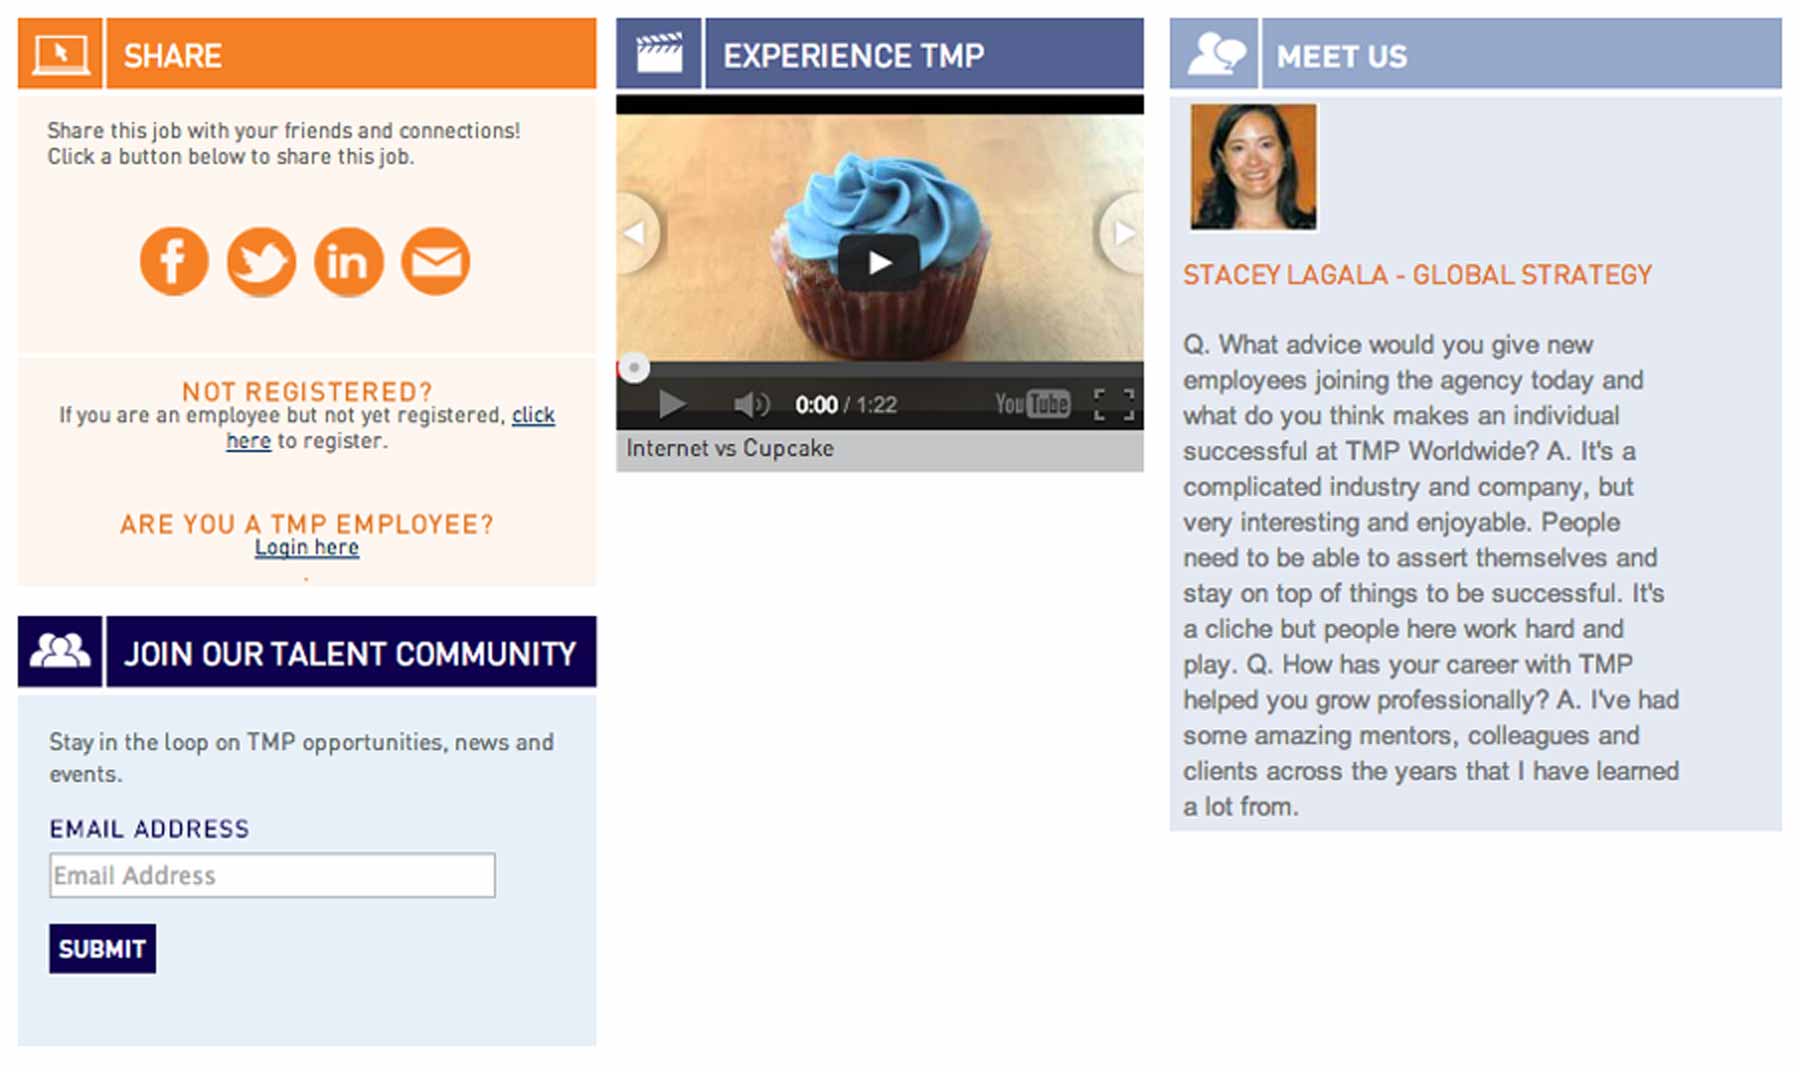 SHARE
Share this job with your friends and connections!
Click a button below to share this job.
f
in
NOT REGISTERED?
If you are an employee but not yet registered, click
here to register.
ARE YOU A TMP EMPLOYEE?
Login here
.
JOIN OUR TALENT COMMUNITY
Stay in the loop on TMP opportunities, news and
events.
EMAIL ADDRESS
Email Address
SUBMIT
EXPERIENCE TMP
0:00 / 1:22
YouTube
Internet vs Cupcake
MEET US
STACEY LAGALA - GLOBAL STRATEGY
Q. What advice would you give new
employees joining the agency today and
what do you think makes an individual
successful at TMP Worldwide? A. It's a
complicated industry and company, but
very interesting and enjoyable. People
need to be able to assert themselves and
stay on top of things to be successful. It's
a cliche but people here work hard and
play. Q. How has your career with TMP
helped you grow professionally? A. I've had
some amazing mentors, colleagues and
clients across the years that I have learned
a lot from.